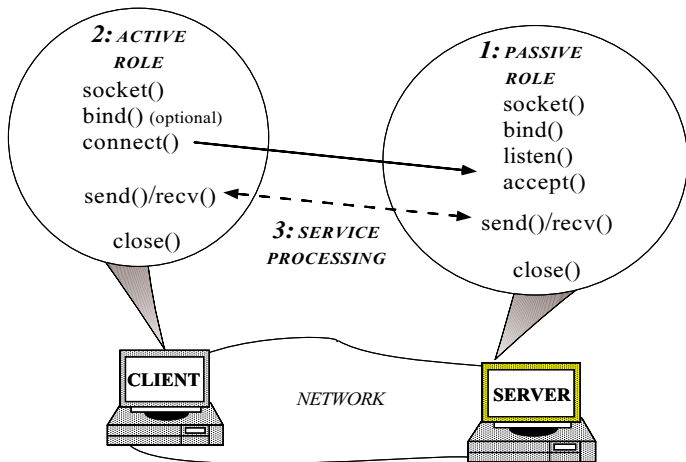 2: ACTIVE
ROLE
socket()
bind() (optional)
connect()
send()/recv()
close()
1: PASSIVE
ROLE
socket()
bind()
listen()
accept()
send()/recv()
close()
3: SERVICE
PROCESSING
CLIENT
NETWORK
SERVER